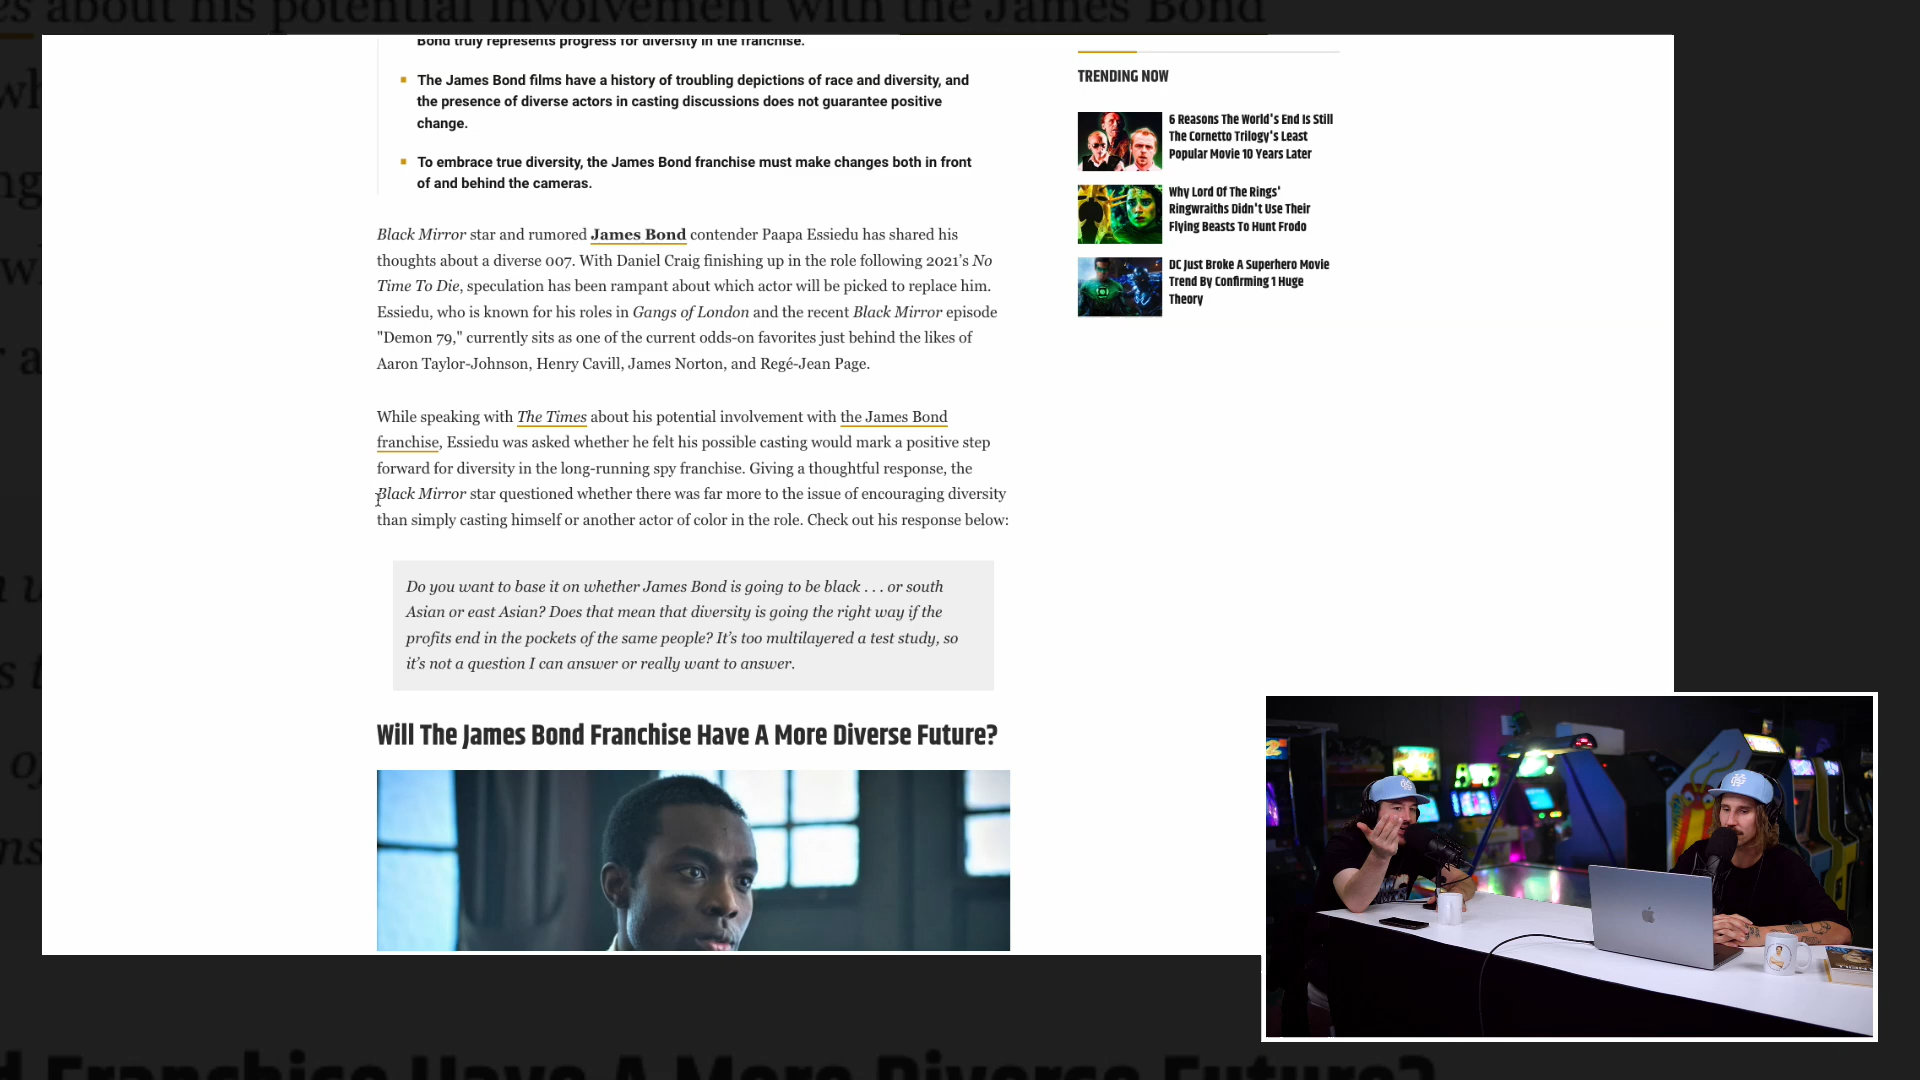 es about his potential involvement with the James Bond
Bond truly represents progress for diversity in the franchise.
The James Bond films have a history of troubling depictions of race and diversity, and
the presence of diverse actors in casting discussions does not guarantee positive
change.
To embrace true diversity, the James Bond franchise must make changes both in front
of and behind the cameras.
Black Mirror star and rumored James Bond contender Paapa Essiedu has shared his
thoughts about a diverse 007. With Daniel Craig finishing up in the role following 2021's No
Time To Die, speculation has been rampant about which actor will be picked to replace him.
Essiedu, who is known for his roles in Gangs of London and the recent Black Mirror episode
"Demon 79," currently sits as one of the current odds-on favorites just behind the likes of
Aaron Taylor-Johnson, Henry Cavill, James Norton, and Regé-Jean Page.
While speaking with The Times about his potential involvement with the James Bond
franchise, Essiedu was asked whether he felt his possible casting would mark a positive step
forward for diversity in the long-running spy franchise. Giving a thoughtful response, the
Black Mirror star questioned whether there was far more to the issue of encouraging diversity
than simply casting himself or another actor of color in the role. Check out his response below:
Do you want to base it on whether James Bond is going to be black . . . or south
Asian or east Asian? Does that mean that diversity is going the right way if the
profits end in the pockets of the same people? It's too multilayered a test study, so
it's not a question I can answer or really want to answer.
Will The James Bond Franchise Have A More Diverse Future?
TRENDING NOW
6 Reasons The World's End Is Still
The Cornetto Trilogy's Least
Popular Movie 10 Years Later
Why Lord Of The Rings'
Ringwraiths Didn't Use Their
Flying Beasts To Hunt Frodo
DC Just Broke A Superhero Movie
Trend By Confirming 1 Huge
Theory
d Franchise Have A More Diverse Future?